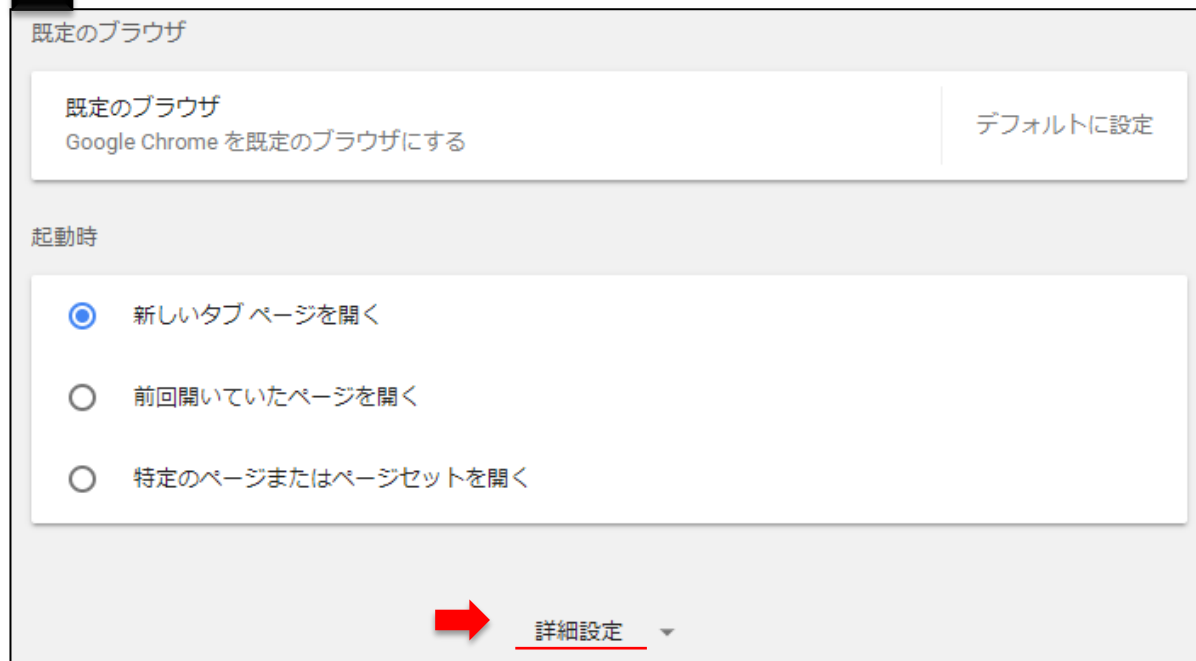 既定のブラウザ
既定のブラウザ
Google Chrome を既定のブラウザにする
デフォルトに設定
起動時
新しいタブ ページを開く
前回開いていたページを開く
特定のページまたはページセットを開く
詳細設定